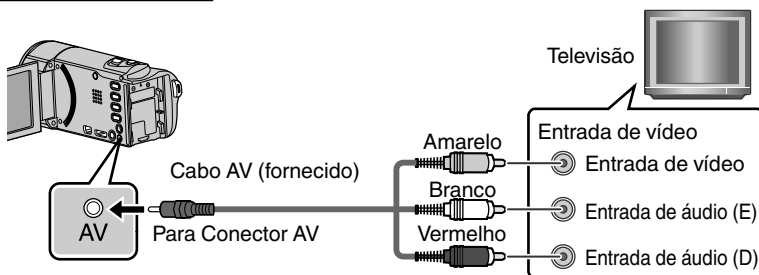 Televisão
Entrada de vídeo
Amarelo
Entrada de vídeo
Cabo AV (fornecido)
Branco
Entrada de áudio (E)
AV
Para Conector AV
Vermelho
Entrada de áudio (D)